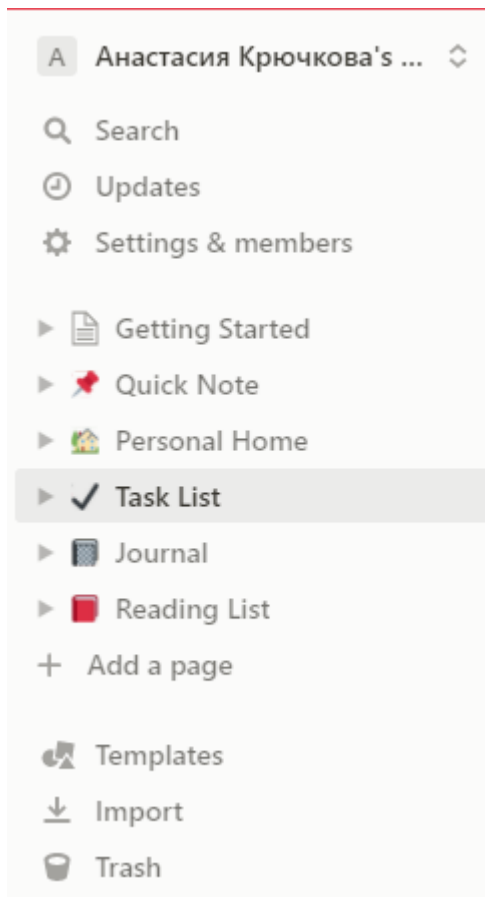 A Анастасия Крючкова's ...
Search
Updates
Settings & members
Getting Started
Quick Note
Personal Home
Task List
Journal
Reading List
+ Add a page
Templates
Import
Trash